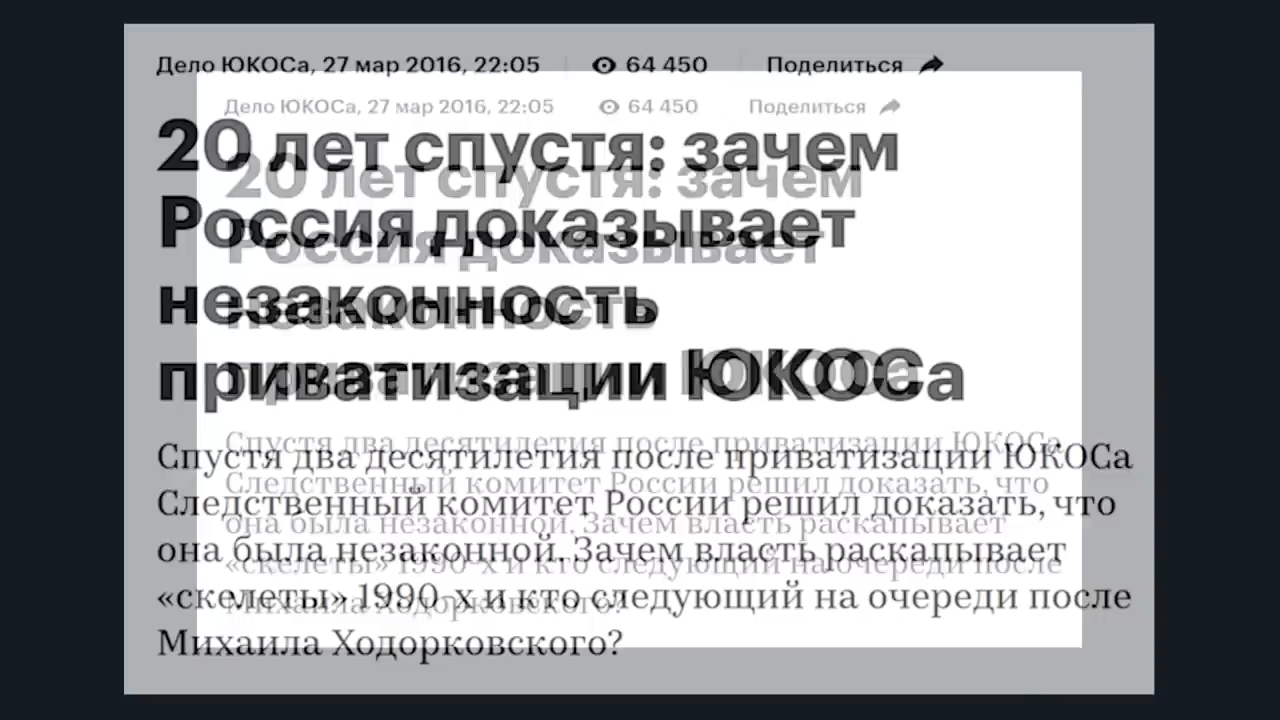 Дело ЮКОСа, 27 мар 2016, 22:05 64 450 Поделиться
20 лет спустя: зачем
Россия доказывает
незаконность
приватизации ЮКОСа
Спустя два десятилетия после приватизации ЮКОСа
Следственный комитет России решил доказать, что
она была незаконной. Зачем власть раскапывает
«скелеты» 1990-х и кто следующий на очереди после
Михаила Ходорковского?